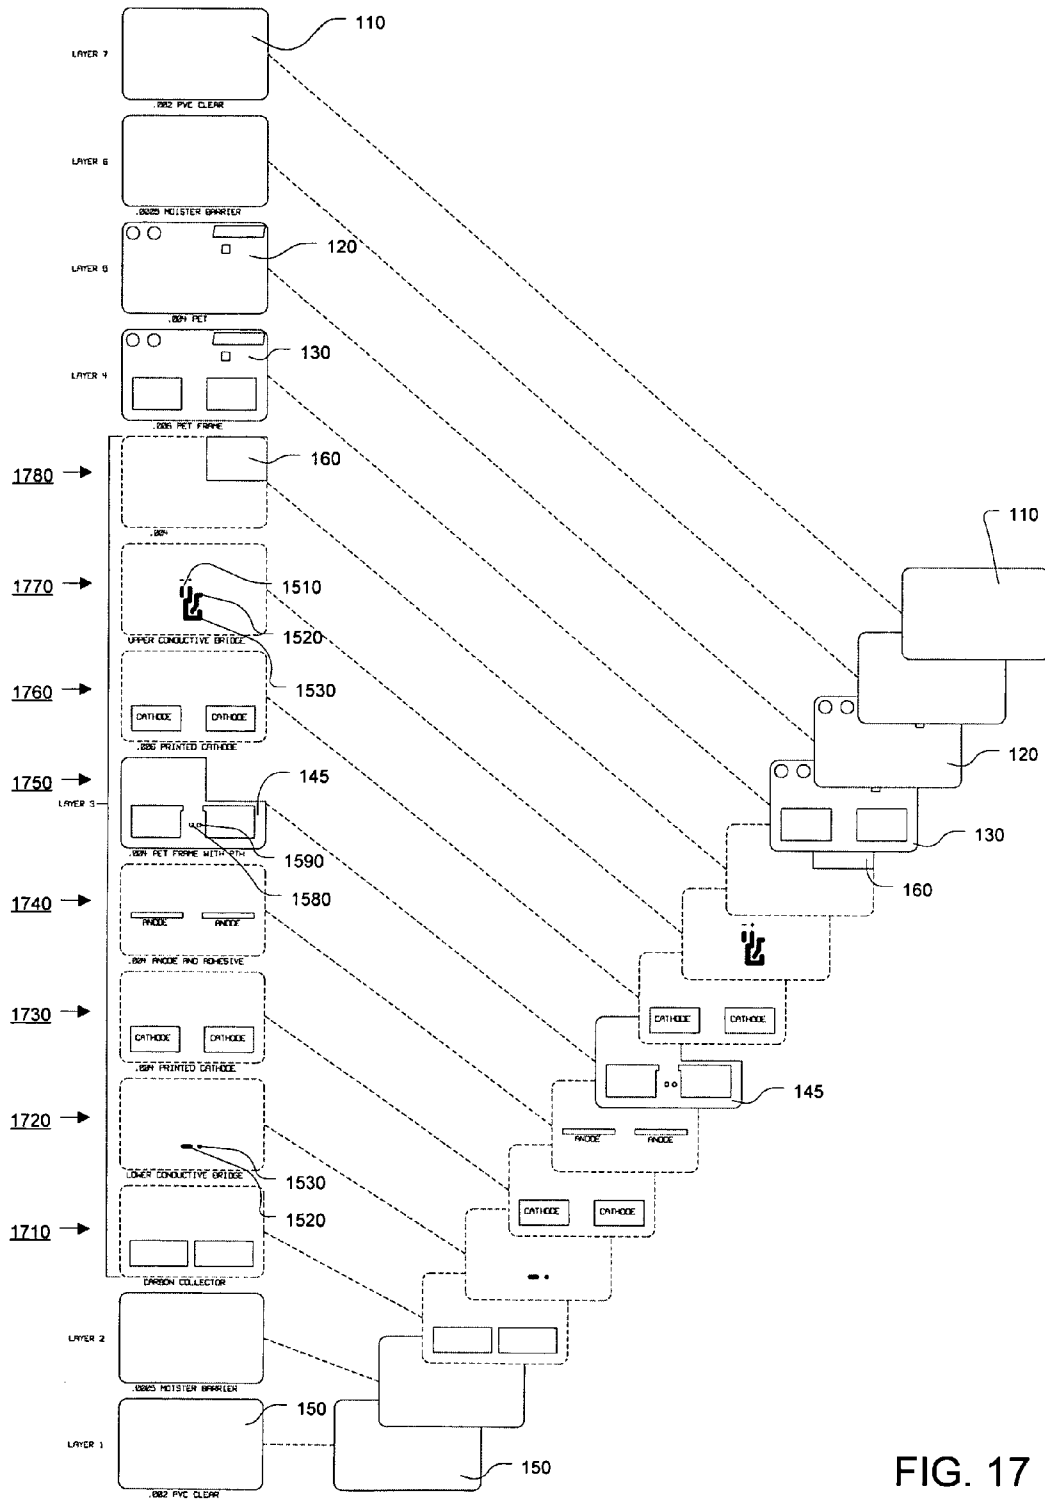 110
LAYER 7
.002 PVC CLEAR
LAYER 6
.0005 MOISTER BARRIER
120
LAYER 5
.004 PET
130
LAYER 4
.006 PET FRAME
1780
160
.004
110
1770
1510
1520
UPPER CONDUCTIVE BRIDGE
1530
1760
CATHODE CATHODE
.006 PRINTED CATHODE
120
1750
145
LAYER 3
130
.004 PET FRAME WITH PTH
1590
160
1580
1740
ANODE ANODE
.004 ANODE AND ADHESIVE
1730
CATHODE CATHODE
CATHODE CATHODE
.004 PRINTED CATHODE
145
1720
ANODE ANODE
LOWER CONDUCTIVE BRIDGE
1530
1520
CATHODE CATHODE
1710
CARBON COLLECTOR
LAYER 2
.0005 MOISTER BARRIER
150
LAYER 1
150
.002 PVC CLEAR
FIG. 17